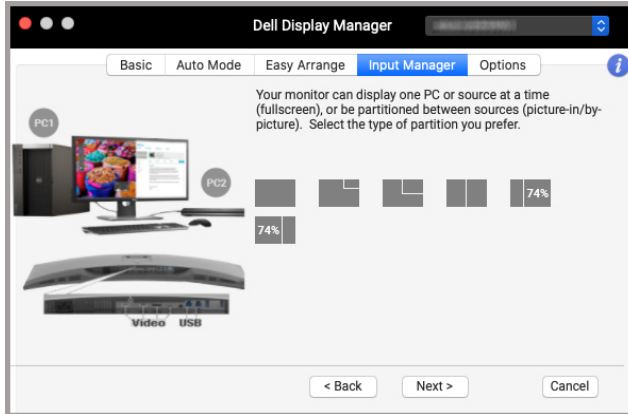 Dell Display Manager
Basic
Auto Mode
Easy Arrange
Input Manager
Options
i
Your monitor can display one PC or source at a time
(fullscreen), or be partitioned between sources (picture-in/by-
picture). Select the type of partition you prefer.
PC1
PC2
74%
74%
Video USB
< Back
Next >
Cancel